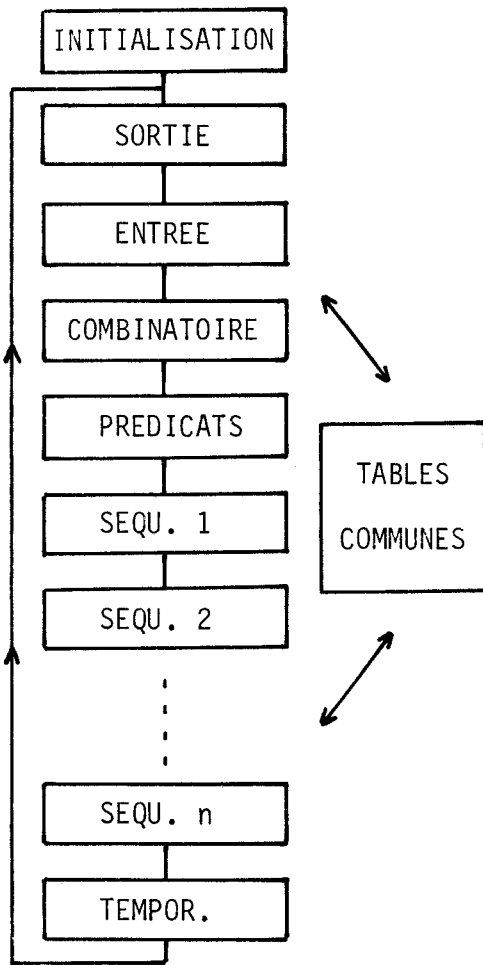 INITIALISATION
SORTIE
ENTREE
COMBINATOIRE
PREDICATS
SEQU. 1
SEQU. 2
SEQU. n
TEMPOR.
TABLES
COMMUNES